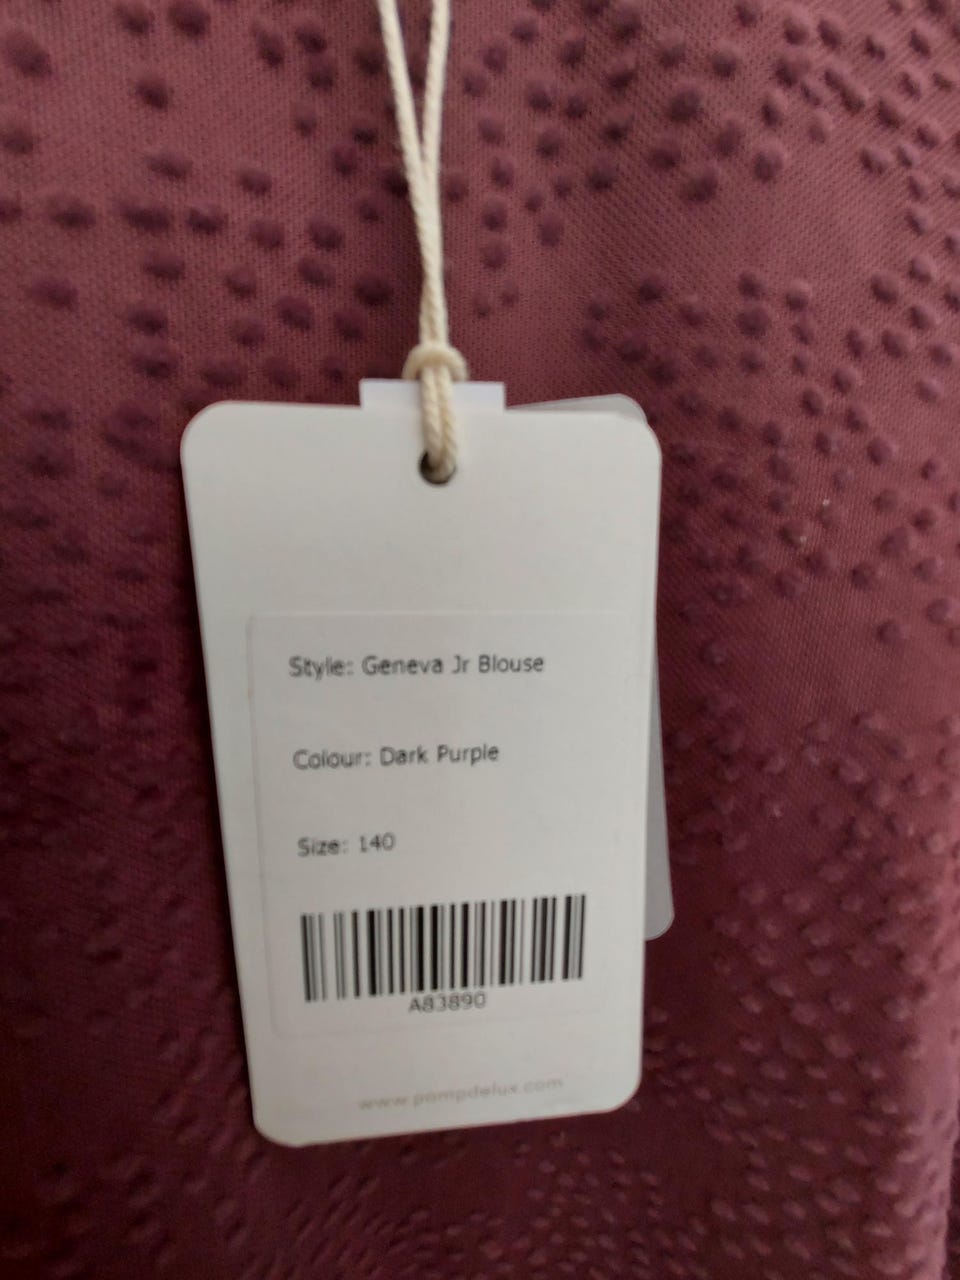 Style: Geneva Jr Blouse
Colour: Dark Purple
Size: 140
A83890
www.pompdelux.com